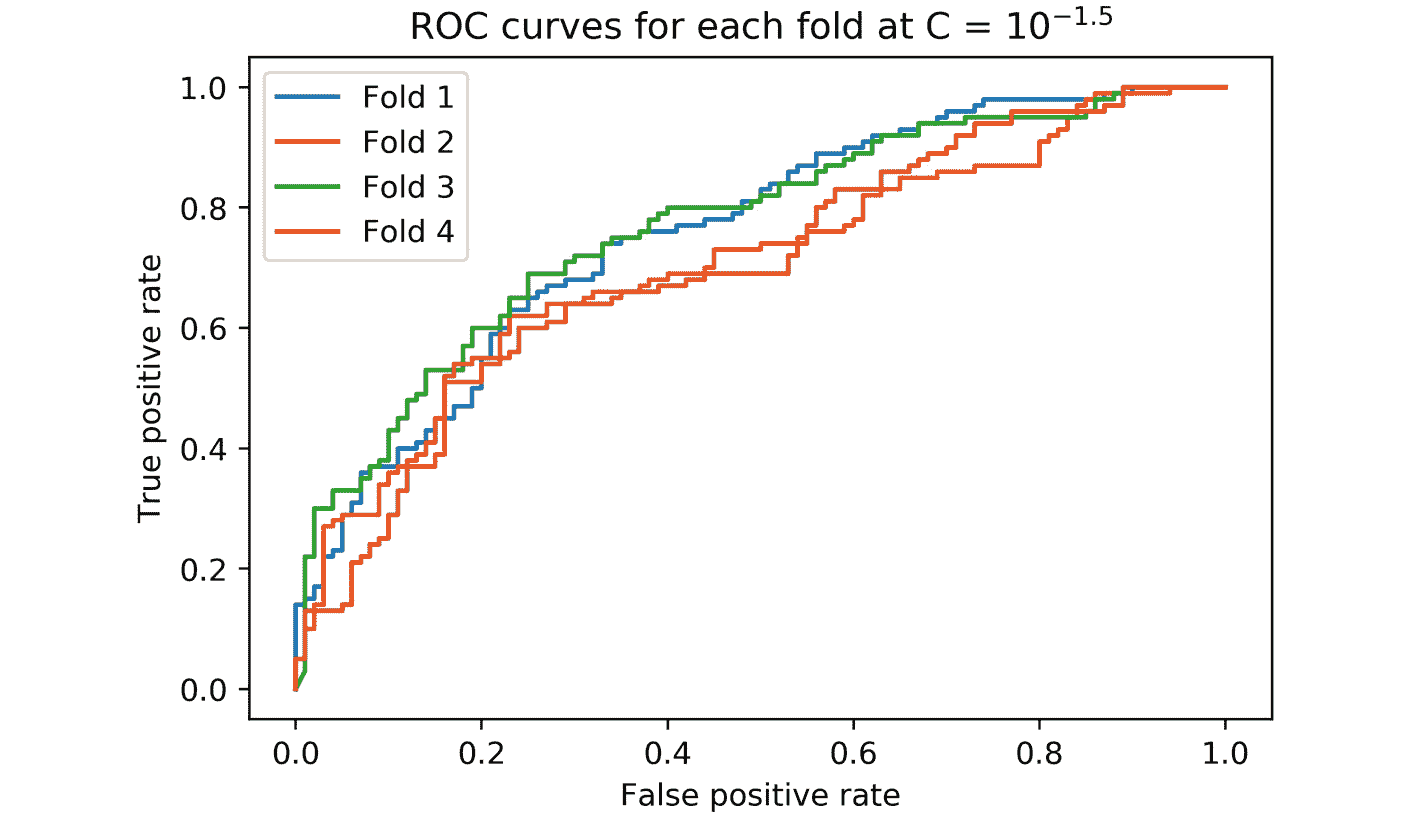 ROC curves for each fold at C = 10⁻¹·⁵
Fold 1
Fold 2
Fold 3
Fold 4
1.0
0.8
0.6
0.4
0.2
0.0
True positive rate
0.0 0.2 0.4 0.6 0.8 1.0
False positive rate